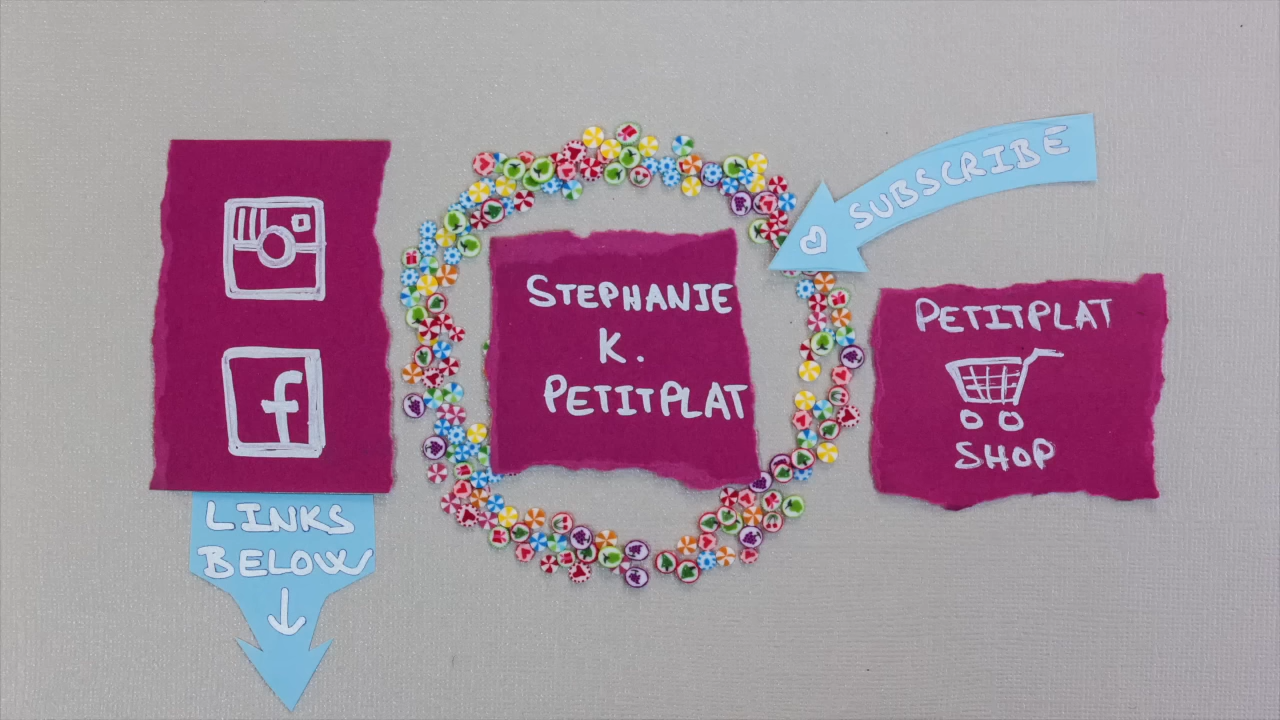 LINKS
BELOW
STEPHANIE
K.
PETITPLAT
SUBSCRIBE
PETITPLAT
SHOP